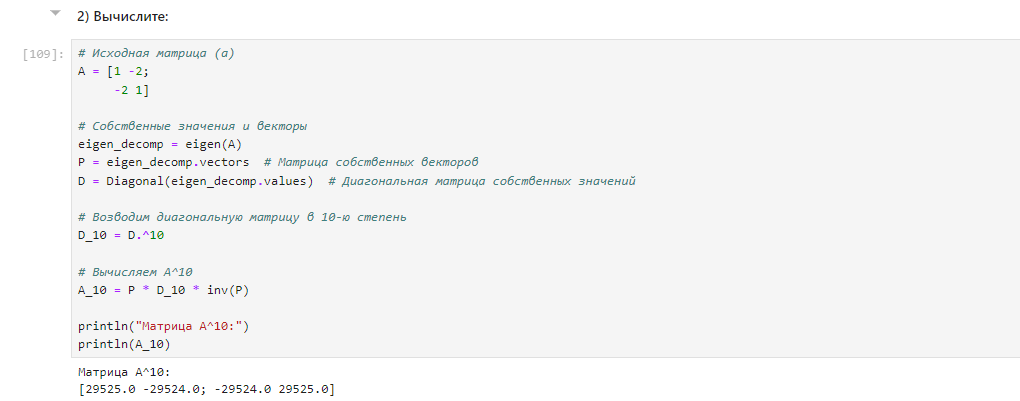 2) Вычислите:
[109]:
# Исходная матрица (a)
A = [1 -2;
     -2 1]
# Собственные значения и векторы
eigen_decomp = eigen(A)
P = eigen_decomp.vectors  # Матрица собственных векторов
D = Diagonal(eigen_decomp.values)  # Диагональная матрица собственных значений
# Возводим диагональную матрицу в 10-ю степень
D_10 = D.^10
# Вычисляем A^10
A_10 = P * D_10 * inv(P)
println("Матрица A^10:")
println(A_10)
Матрица A^10:
[29525.0 -29524.0; -29524.0 29525.0]